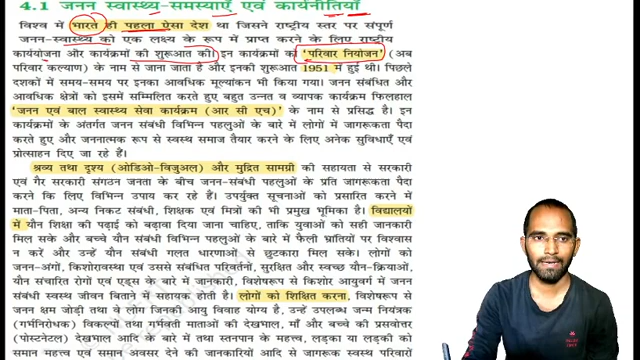 4.1 जनन स्वास्थ्य-समस्याएँ एवं कार्यनीतियाँ
विश्व में भारत ही पहला ऐसा देश था जिसने राष्ट्रीय स्तर पर संपूर्ण
जनन-स्वास्थ्य को एक लक्ष्य के रूप में प्राप्त करने के लिए राष्ट्रीय
कार्ययोजना और कार्यक्रमों की शुरूआत की। इन कार्यक्रमों को 'परिवार नियोजन' (अब
परिवार कल्याण) के नाम से जाना जाता है और इनकी शुरूआत 1951 में हुई थी। पिछले
दशकों में समय-समय पर इनका आवधिक मूल्यांकन भी किया गया। जनन संबंधित और
आवधिक क्षेत्रों को इसमें सम्मिलित करते हुए बहुत उन्नत व व्यापक कार्यक्रम फिलहाल
'जनन एवं बाल स्वास्थ्य सेवा कार्यक्रम (आर सी एच)' के नाम से प्रसिद्ध है। इन
कार्यक्रमों के अंतर्गत जनन संबंधी विभिन्न पहलुओं के बारे में लोगों में जागरूकता पैदा
करते हुए और जननात्मक रूप से स्वस्थ समाज तैयार करने के लिए अनेक सुविधाएँ एवं
प्रोत्साहन दिए जा रहे हैं।
श्रव्य तथा दृश्य (ऑडिओ-विजुअल) और मुद्रित सामग्री की सहायता से सरकारी
एवं गैर सरकारी संगठन जनता के बीच जनन-संबंधी पहलुओं के प्रति जागरूकता पैदा
करने कि लिए विभिन्न उपाय कर रहे हैं। उपर्युक्त सूचनाओं को प्रसारित करने में
माता-पिता, अन्य निकट संबंधी, शिक्षक एवं मित्रों की भी प्रमुख भूमिका है। विद्यालयों
में यौन शिक्षा की पढ़ाई को बढ़ावा दिया जाना चाहिए, ताकि युवाओं को सही जानकारी
मिल सके और बच्चे यौन संबंधी विभिन्न पहलुओं के बारे में फैली भ्रांतियों पर विश्वास
न करें और उन्हें यौन संबंधी गलत धारणाओं से छुटकारा मिल सके। लोगों को
जनन-अंगों, किशोरावस्था एवं उससे संबंधित परिवर्तनों, सुरक्षित और स्वच्छ यौन-क्रियाओं,
यौन संचारित रोगों एवं एड्स के बारे में जानकारी, विशेषरूप से किशोर आयुवर्ग में जनन
संबंधी स्वस्थ जीवन बिताने में सहायक होती है। लोगों को शिक्षित करना, विशेषरूप से
जनन क्षम जोड़ी तथा वे लोग जिनकी आयु विवाह योग्य है, उन्हें उपलब्ध जन्म नियंत्रक
(गर्भनिरोधक) विकल्पों तथा गर्भवती माताओं की देखभाल, माँ और बच्चे की प्रसवोत्तर
(पोस्टनेटल) देखभाल आदि के बारे में तथा स्तनपान के महत्त्व, लड़का या लड़की को
समान महत्त्व एवं समान अवसर देने की जानकारियों आदि से जागरूक स्वस्थ परिवारों